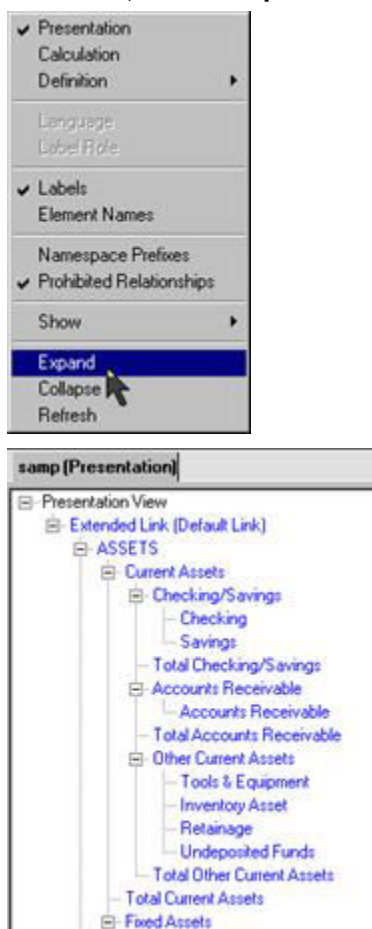 Presentation
Calculation
Definition
Language
Label Role
Labels
Element Names
Namespace Prefixes
Prohibited Relationships
Show
Expand
Collapse
Refresh
samp (Presentation)
Presentation View
Extended Link (Default Link)
ASSETS
Current Assets
Checking/Savings
Checking
Savings
Total Checking/Savings
Accounts Receivable
Accounts Receivable
Total Accounts Receivable
Other Current Assets
Tools & Equipment
Inventory Asset
Retainage
Undeposited Funds
Total Other Current Assets
Total Current Assets
Fixed Assets